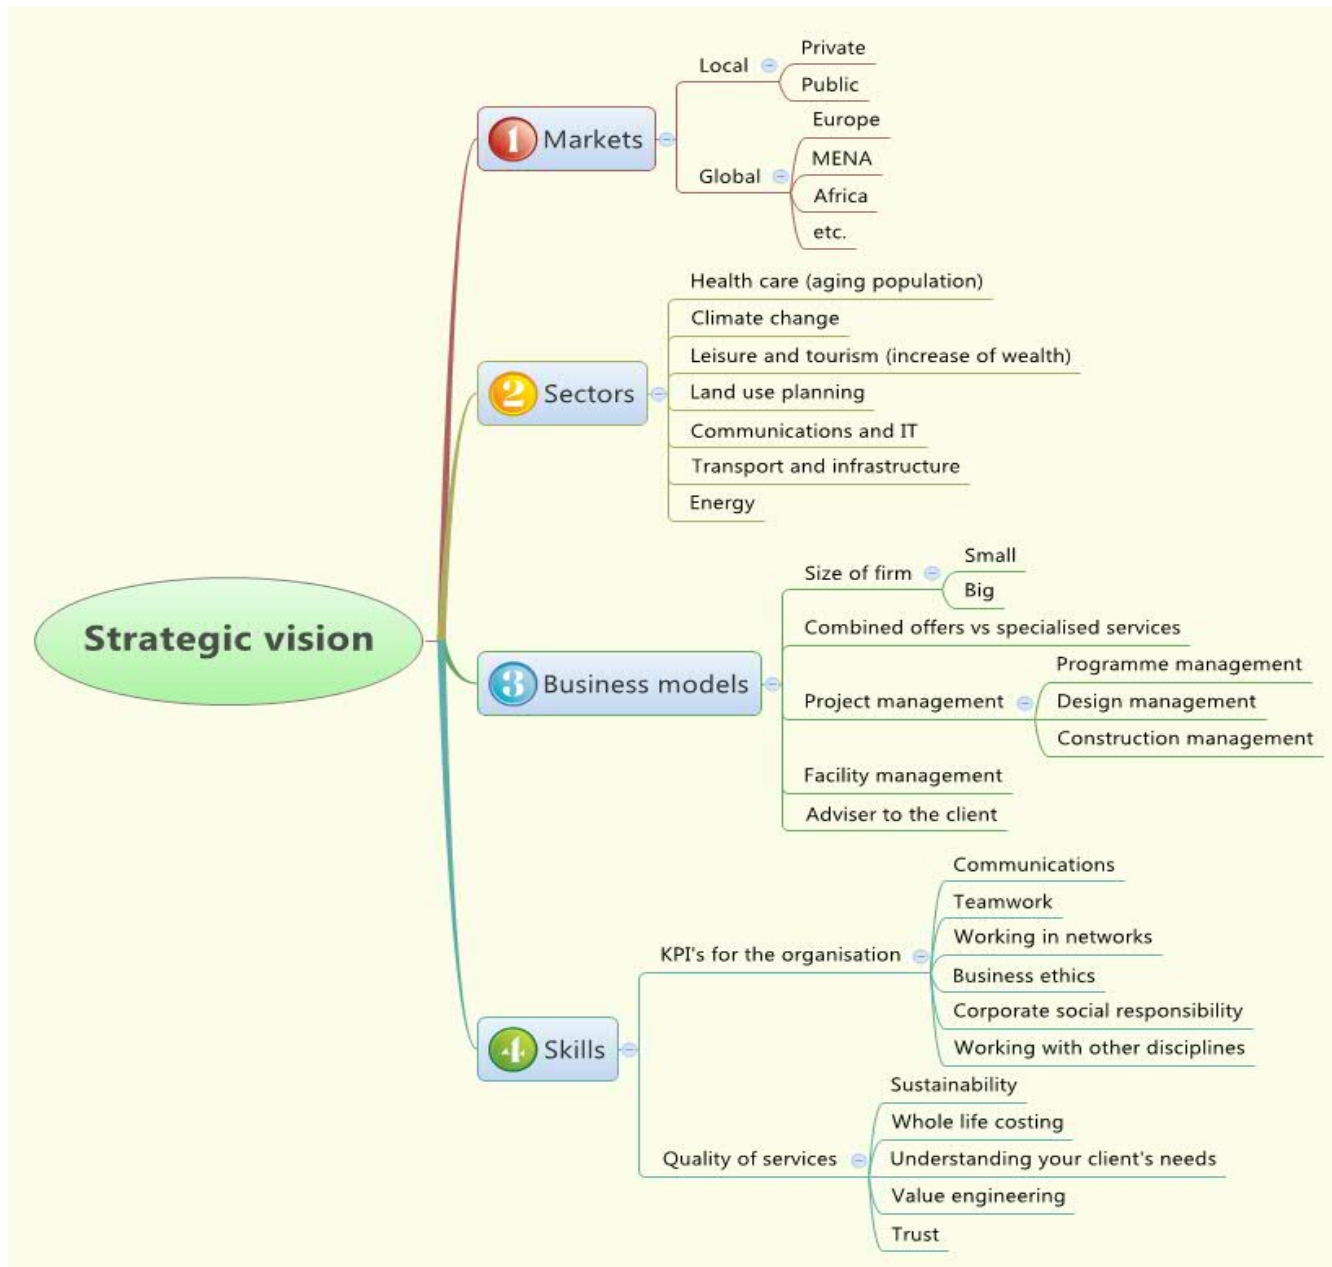 Strategic vision
1 Markets
Local
Private
Public
Global
Europe
MENA
Africa
etc.
2 Sectors
Health care (aging population)
Climate change
Leisure and tourism (increase of wealth)
Land use planning
Communications and IT
Transport and infrastructure
Energy
3 Business models
Size of firm
Small
Big
Combined offers vs specialised services
Project management
Programme management
Design management
Construction management
Facility management
Adviser to the client
4 Skills
KPI's for the organisation
Communications
Teamwork
Working in networks
Business ethics
Corporate social responsibility
Working with other disciplines
Quality of services
Sustainability
Whole life costing
Understanding your client's needs
Value engineering
Trust